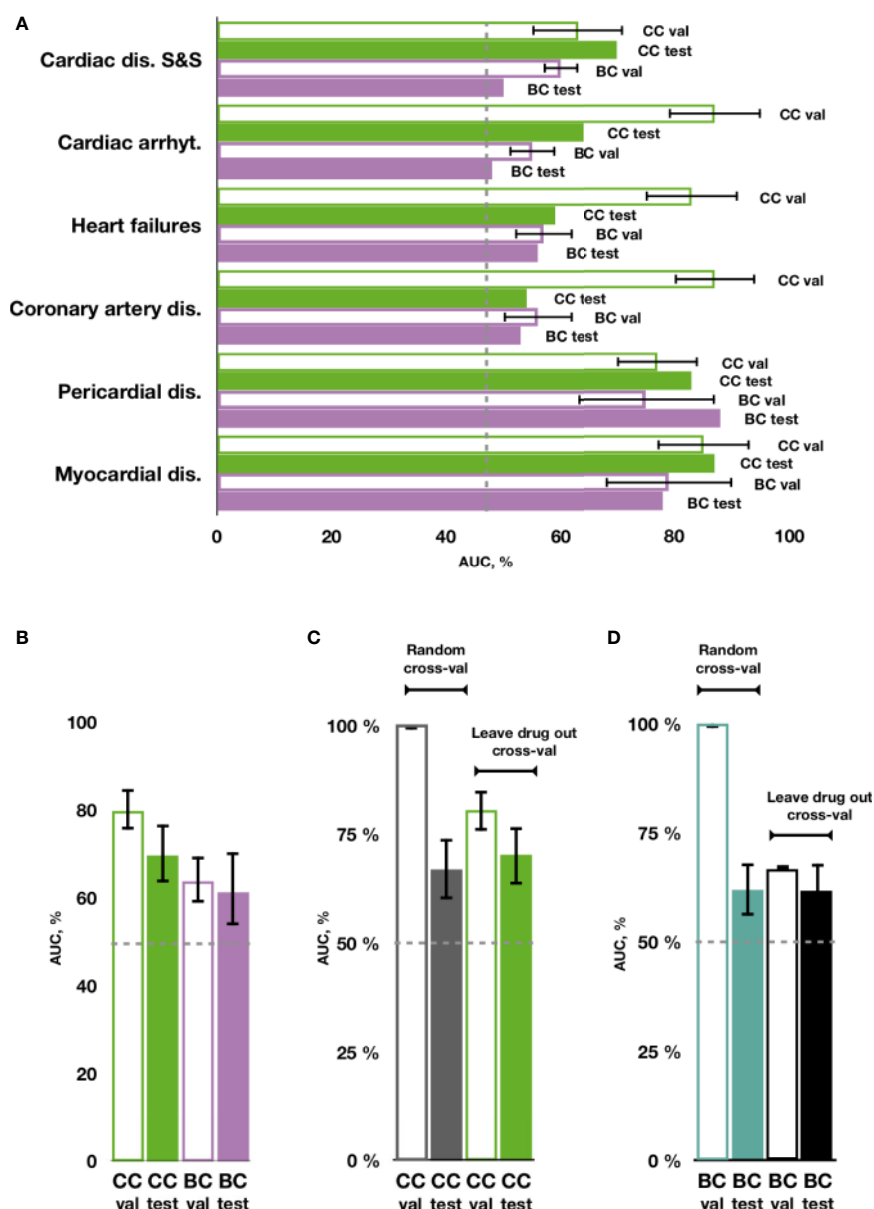 A
Cardiac dis. S&S
CC val
CC test
BC val
BC test
Cardiac arrhyt.
CC val
CC test
BC val
BC test
Heart failures
CC val
CC test
BC val
BC test
Coronary artery dis.
CC val
CC test
BC val
BC test
Pericardial dis.
CC val
CC test
BC val
BC test
Myocardial dis.
CC val
CC test
BC val
BC test
0 20 40 60 80 100
AUC, %
B
100
80
60
40
20
0
AUC, %
CC CC BC BC
val test val test
C
Random
cross-val
Leave drug out
cross-val
100 %
75 %
50 %
25 %
0 %
AUC, %
CC CC CC CC
val test val test
D
Random
cross-val
Leave drug out
cross-val
100 %
75 %
50 %
25 %
0 %
AUC, %
BC BC BC BC
val test val test